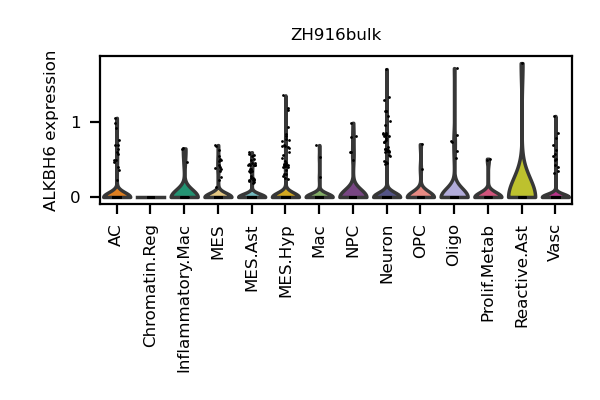 ZH916bulk
ALKBH6 expression
1
0
AC
Chromatin.Reg
Inflammatory.Mac
MES
MES.Ast
MES.Hyp
Mac
NPC
Neuron
OPC
Oligo
Prolif.Metab
Reactive.Ast
Vasc